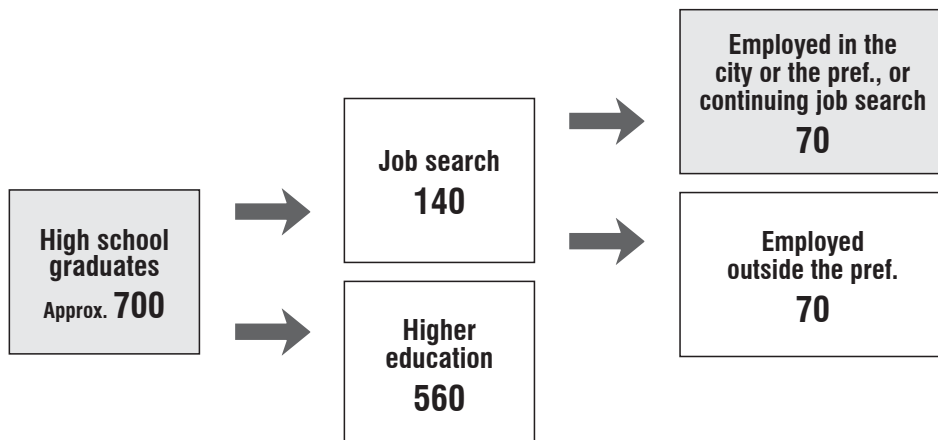 High school
graduates
Approx. 700
Job search
140
Higher
education
560
Employed in the
city or the pref., or
continuing job search
70
Employed
outside the pref.
70